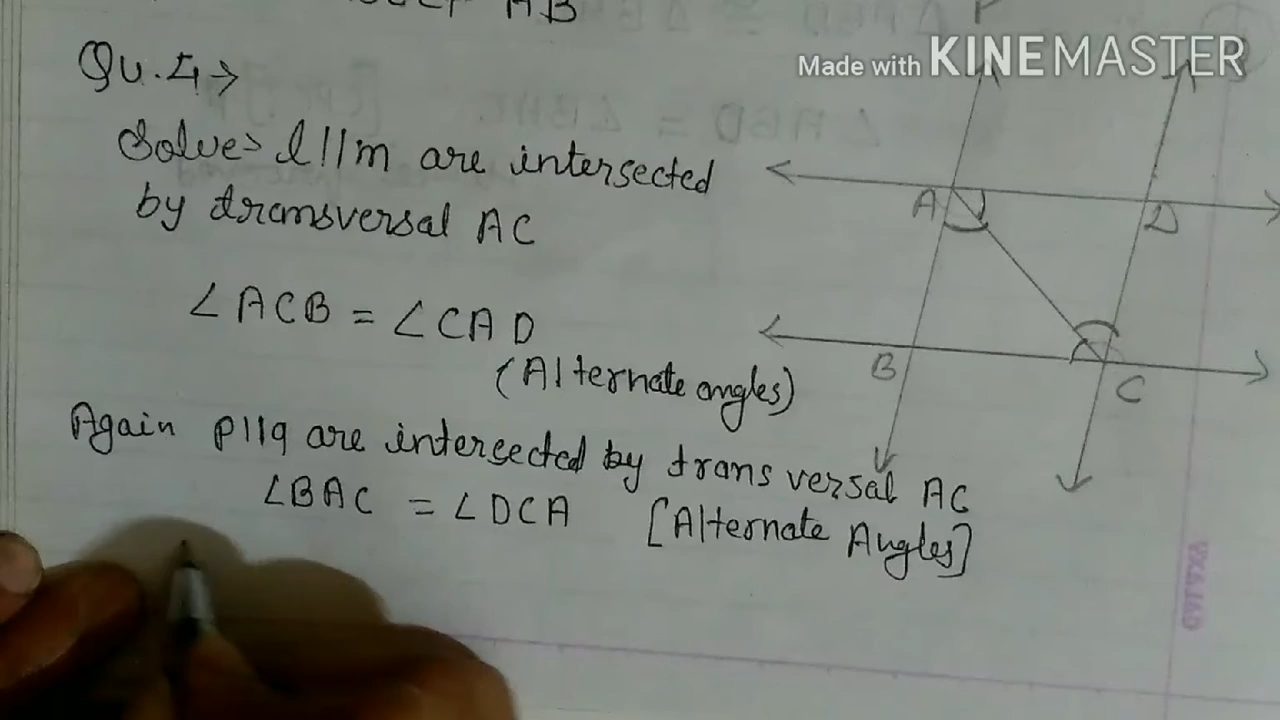 AB
Qu. 4→
Solve> l||m are intersected
by transversal AC
∠ACB = ∠CAD
(Alternate angles)
Again p||q are intersected by transversal AC
∠BAC = ∠DCA [Alternate Angles]
Made with KINEMASTER
P
A
D
B
C